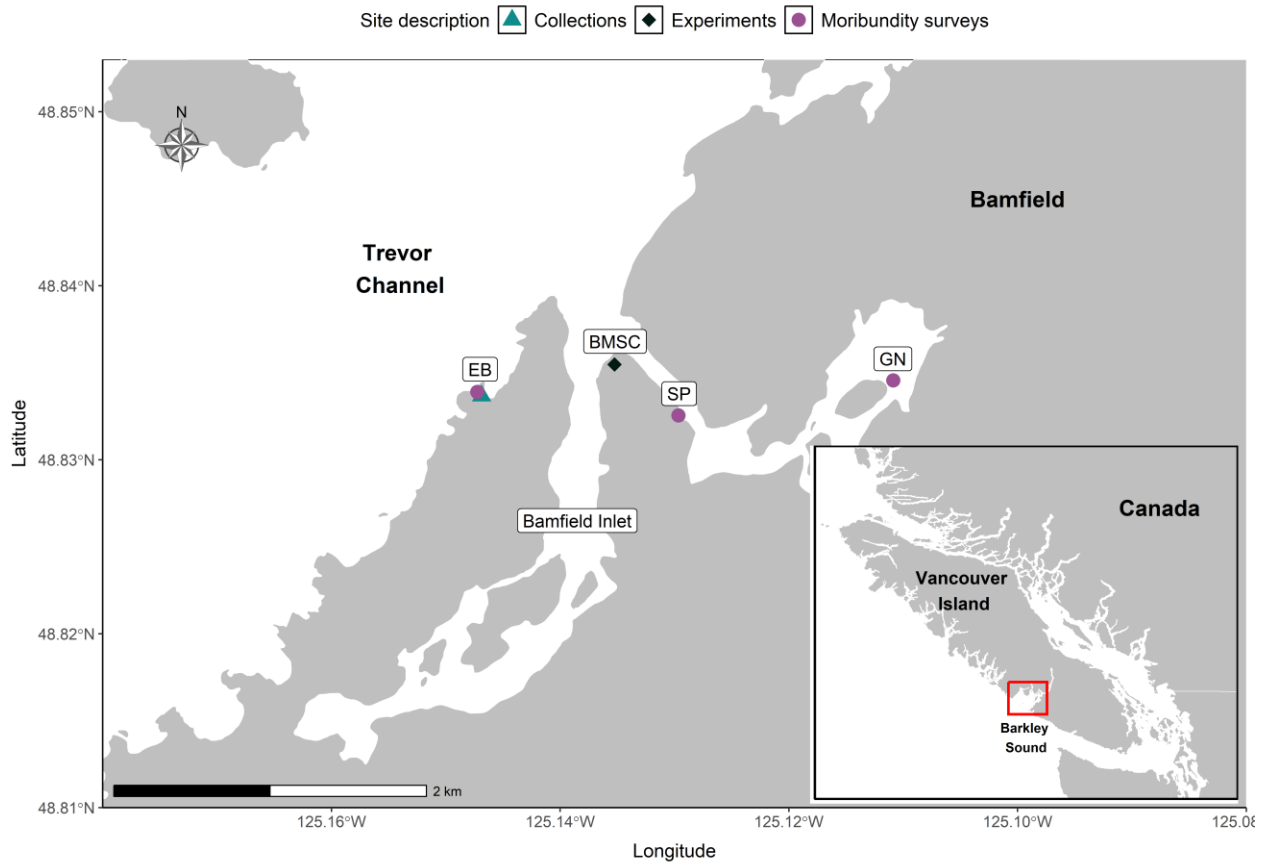 Site description Collections Experiments Moribundity surveys
48.85°N
N
Bamfield
Trevor
Channel
48.84°N
BMSC
EB
GN
SP
Latitude
48.83°N
Canada
Bamfield Inlet
Vancouver
Island
48.82°N
Barkley
Sound
2 km
48.81°N
125.16°W
125.14°W
125.12°W
125.10°W
125.08
Longitude